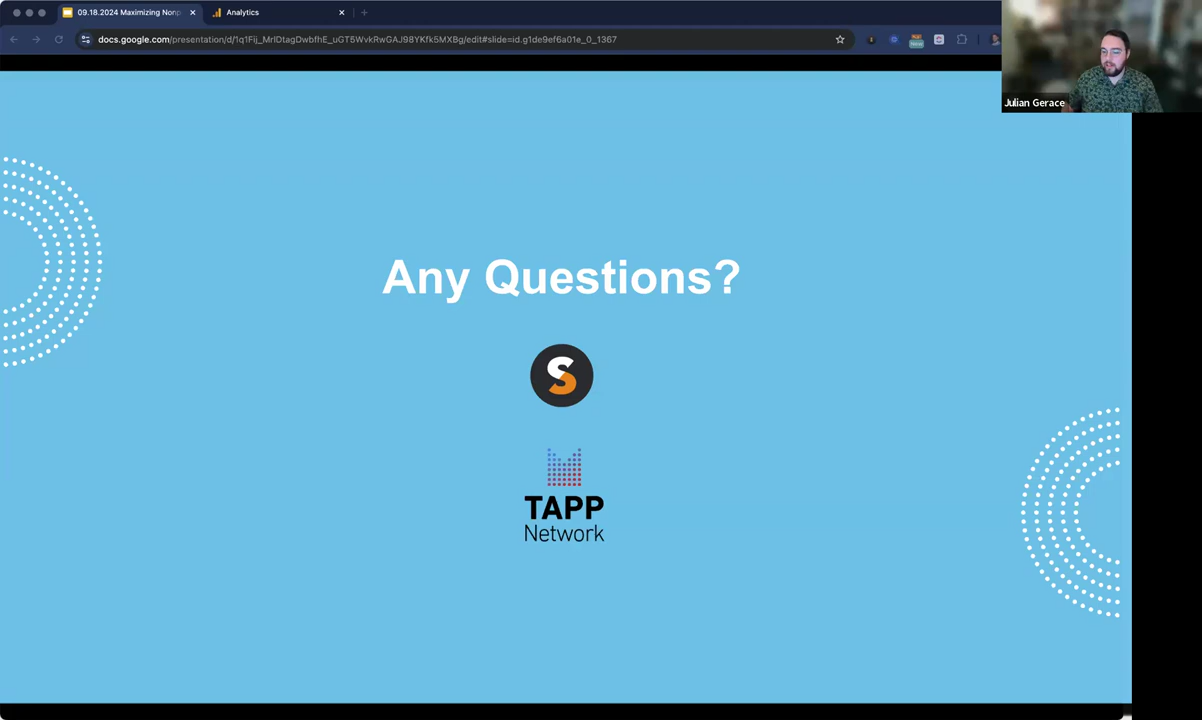 09.18.2024 Maximizing Nonp
Analytics
docs.google.com/presentation/d/1q1Fij_MrIDtagDwbfhE_uGT5WvkRwGAJ98YKfk5MXBg/edit#slide=id.g1de9ef6a01e_0_1367
Julian Gerace
Any Questions?
S
TAPP
Network